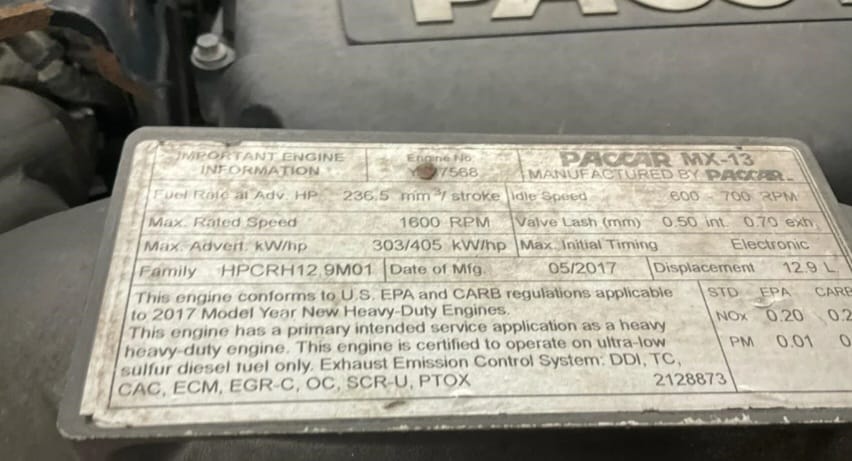 PACCAR
IMPORTANT ENGINE INFORMATION
Engine No.
7568
PACCAR MX-13
MANUFACTURED BY PACCAR
Fuel Rate at Adv. HP 236.5 mm³/ stroke
Idle Speed 600 - 700 RPM
Max. Rated Speed 1600 RPM
Valve Lash (mm) 0.50 int. 0.70 exh.
Max. Advert. kW/hp 303/405 kW/hp
Max. Initial Timing Electronic
Family HPCRH12.9M01
Date of Mfg. 05/2017
Displacement 12.9 L
This engine conforms to U.S. EPA and CARB regulations applicable
to 2017 Model Year New Heavy-Duty Engines.
This engine has a primary intended service application as a heavy
heavy-duty engine. This engine is certified to operate on ultra-low
sulfur diesel fuel only. Exhaust Emission Control System: DDI, TC,
CAC, ECM, EGR-C, OC, SCR-U, PTOX 2128873
STD EPA CARB
NOx 0.20 0.2
PM 0.01 0